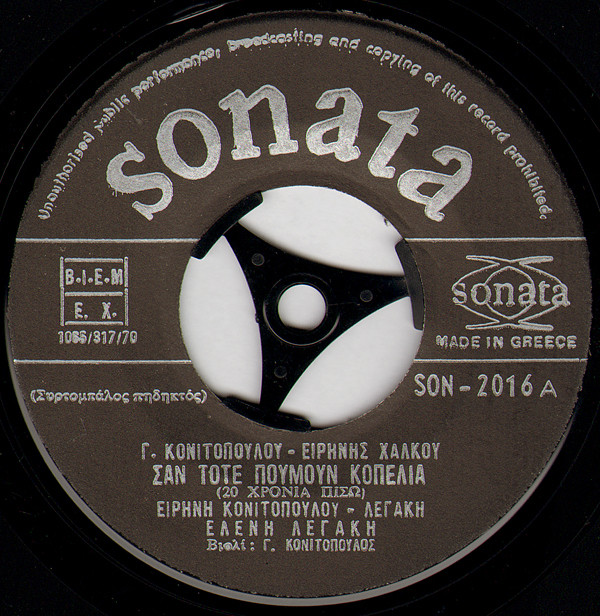 Unauthorised public performance, broadcasting and copying of this record prohibited.
sonata
B.I.E.M
E. X.
1066/317/70
sonata
MADE IN GREECE
(Συρτομπάλος πηδηκτός)
SON-2016 A
Γ. ΚΟΝΙΤΟΠΟΥΛΟΥ - ΕΙΡΗΝΗΣ ΧΑΛΚΟΥ
ΣΑΝ ΤΟΤΕ ΠΟΥΜΟΥΝ ΚΟΠΕΛΙΑ
(20 ΧΡΟΝΙΑ ΠΙΣΩ)
ΕΙΡΗΝΗ ΚΟΝΙΤΟΠΟΥΛΟΥ - ΛΕΓΑΚΗ
ΕΛΕΝΗ ΛΕΓΑΚΗ
Βιολί: Γ. ΚΟΝΙΤΟΠΟΥΛΟΣ